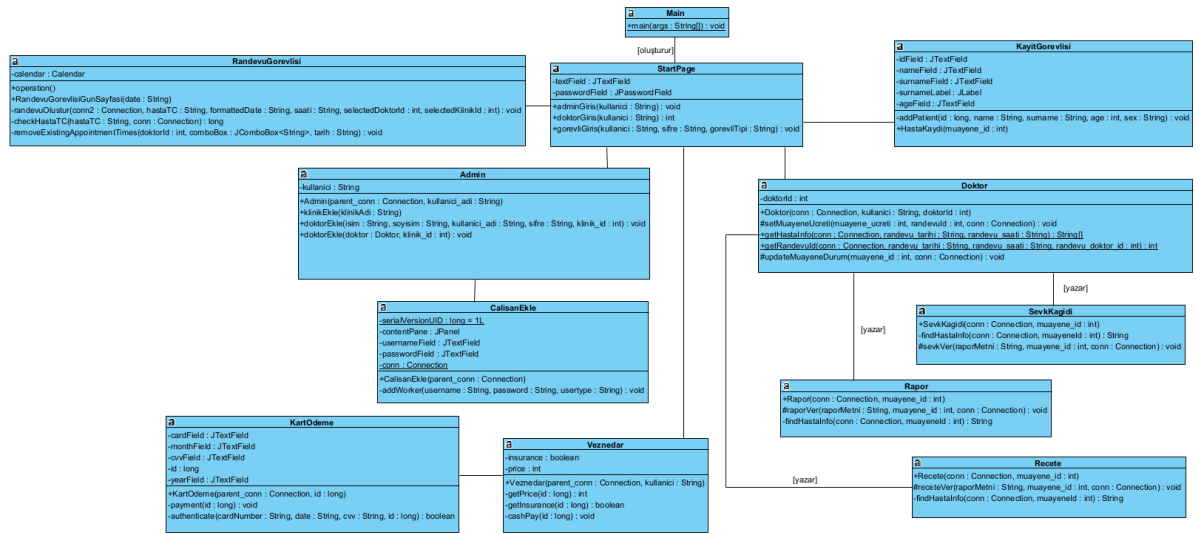 a Main
+main(args : String[]) : void
[oluşturur]
a RandevuGorevlisi
-calendar : Calendar
+operation()
+RandevuGorevlisiGunSayfasi(date : String)
-randevuOlustur(conn2 : Connection, hastaTC : String, formattedDate : String, saati : String, selectedDoktorId : int, selectedKlinikId : int) : void
-checkHastaTC(hastaTC : String, conn : Connection) : long
-removeExistingAppointmentTimes(doktorId : int, comboBox : JComboBox<String>, tarih : String) : void
a StartPage
-textField : JTextField
-passwordField : JPasswordField
+adminGiris(kullanici : String) : void
+doktorGiris(kullanici : String) : int
+gorevliGiris(kullanici : String, sifre : String, gorevliTipi : String) : void
a KayitGorevlisi
-idField : JTextField
-nameField : JTextField
-surnameField : JTextField
-surnameLabel : JLabel
-ageField : JTextField
-addPatient(id : long, name : String, surname : String, age : int, sex : String) : void
+HastaKaydi(muayene_id : int)
a Admin
-kullanici : String
+Admin(parent_conn : Connection, kullanici_adi : String)
+klinikEkle(klinikAdi : String)
+doktorEkle(isim : String, soyisim : String, kullanici_adi : String, sifre : String, klinik_id : int) : void
+doktorEkle(doktor : Doktor, klinik_id : int) : void
a Doktor
-doktorId : int
+Doktor(conn : Connection, kullanici : String, doktorId : int)
#setMuayeneUcreti(muayene_ucreti : int, randevuId : int, conn : Connection) : void
+getHastaInfo(conn : Connection, randevu_tarihi : String, randevu_saati : String) : String[]
+getRandevuId(conn : Connection, randevu_tarihi : String, randevu_saati : String, randevu_doktor_id : int) : int
#updateMuayeneDurum(muayene_id : int, conn : Connection) : void
[yazar]
a CalisanEkle
-serialVersionUID : long = 1L
-contentPane : JPanel
-usernameField : JTextField
-passwordField : JTextField
-conn : Connection
+CalisanEkle(parent_conn : Connection)
-addWorker(username : String, password : String, usertype : String) : void
a SevkKagidi
+SevkKagidi(conn : Connection, muayene_id : int)
-findHastaInfo(conn : Connection, muayeneId : int) : String
#sevkVer(raporMetni : String, muayene_id : int, conn : Connection) : void
[yazar]
a Rapor
+Rapor(conn : Connection, muayene_id : int)
#raporVer(raporMetni : String, muayene_id : int, conn : Connection) : void
-findHastaInfo(conn : Connection, muayeneId : int) : String
a KartOdeme
-cardField : JTextField
-monthField : JTextField
-cvvField : JTextField
-id : long
-yearField : JTextField
+KartOdeme(parent_conn : Connection, id : long)
-payment(id : long) : void
-authenticate(cardNumber : String, date : String, cvv : String, id : long) : boolean
a Veznedar
-insurance : boolean
-price : int
+Veznedar(parent_conn : Connection, kullanici : String)
-getPrice(id : long) : int
-getInsurance(id : long) : boolean
-cashPay(id : long) : void
[yazar]
a Recete
+Recete(conn : Connection, muayene_id : int)
#receteVer(raporMetni : String, muayene_id : int, conn : Connection) : void
-findHastaInfo(conn : Connection, muayeneId : int) : String